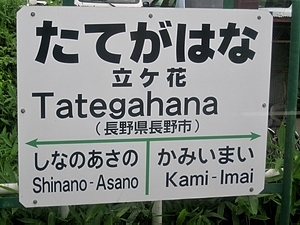 たてがはな
立ケ花
Tategahana
(長野県長野市)
しなのあさの かみいまい
Shinano-Asano Kami-Imai